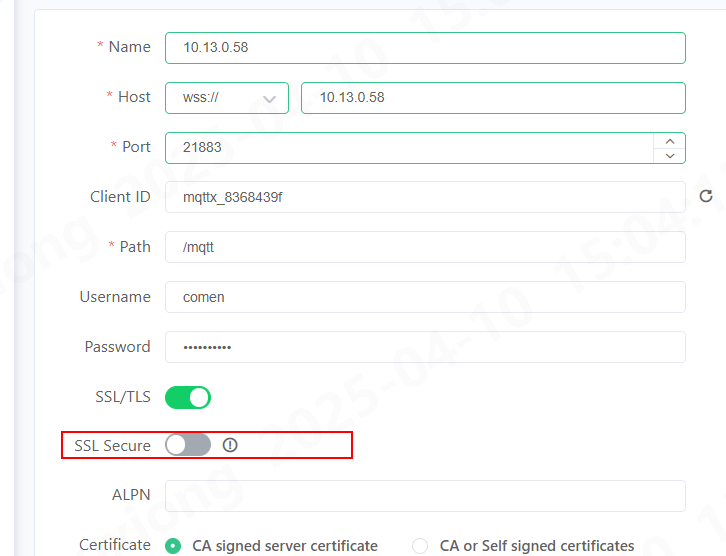 * Name 10.13.0.58
* Host wss:// 10.13.0.58
* Port 21883
Client ID mqttx_8368439f
* Path /mqtt
Username comen
Password ••••••••••
SSL/TLS
SSL Secure
ALPN
Certificate CA signed server certificate CA or Self signed certificates
2025-04-10 15:04:13